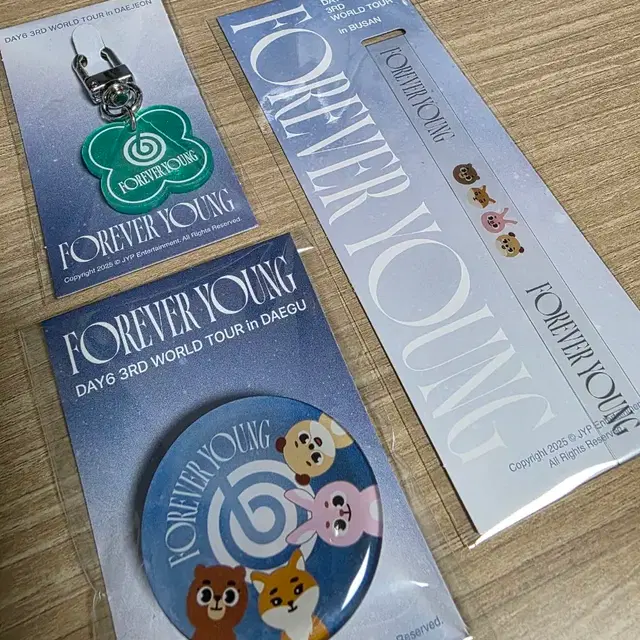 DAY6 3RD WORLD TOUR in DAEJEON
FOREVER YOUNG
FOREVER YOUNG
Copyright 2025 © JYP Entertainment. All Rights Reserved.
3RD
WORLD TOUR
in BUSAN
FOREVER YOUNG
FOREVER YOUNG
FOREVER YOUNG
Copyright 2025 © JYP
All Rights Reserved.
FOREVER YOUNG
DAY6 3RD WORLD TOUR in DAEGU
FOREVER YOUNG